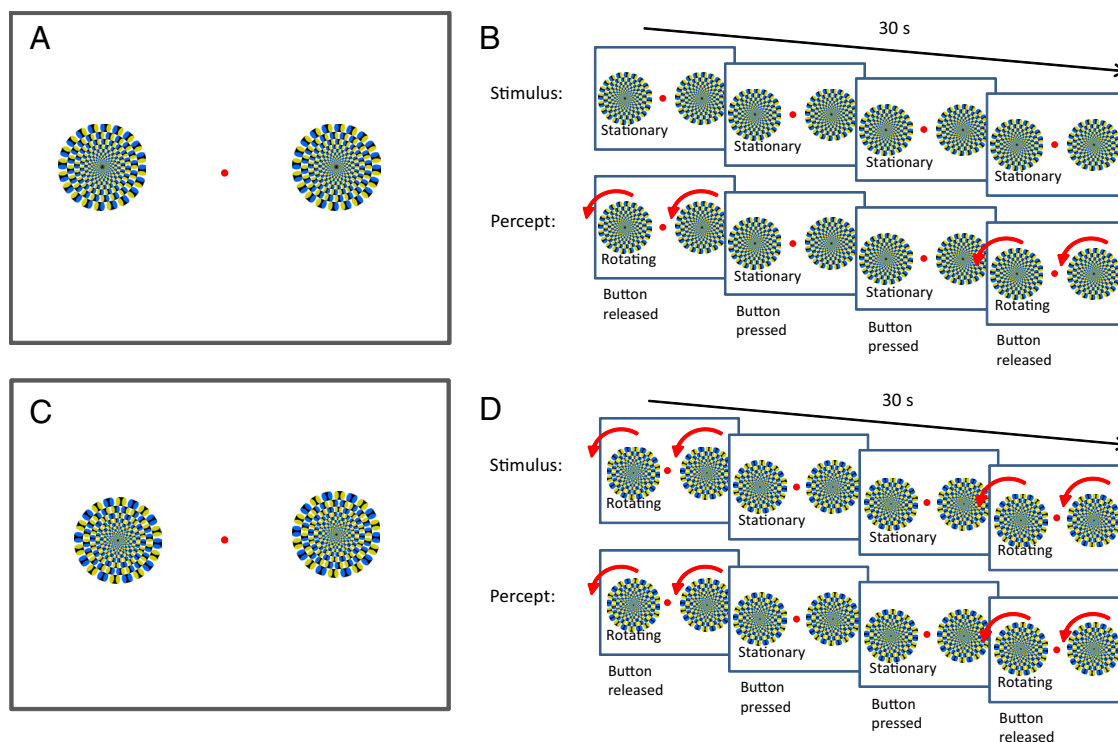 A
B
30 s
Stimulus:
Stationary
Stationary
Stationary
Stationary
Percept:
Rotating
Stationary
Stationary
Rotating
Button
released
Button
pressed
Button
pressed
Button
released
C
D
30 s
Stimulus:
Rotating
Stationary
Stationary
Rotating
Percept:
Rotating
Stationary
Stationary
Rotating
Button
released
Button
pressed
Button
pressed
Button
released